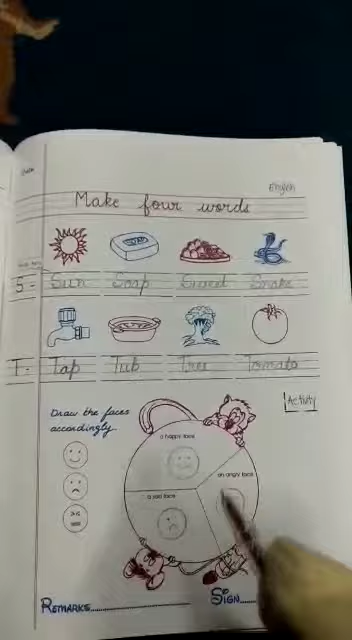 English
Make four words
S - Sun Soap Sweet Snake
T - Tap Tub Tree Tomato
Draw the faces
accordingly.
Activity
a happy face
an angry face
a sad face
REMARKS
SIGN